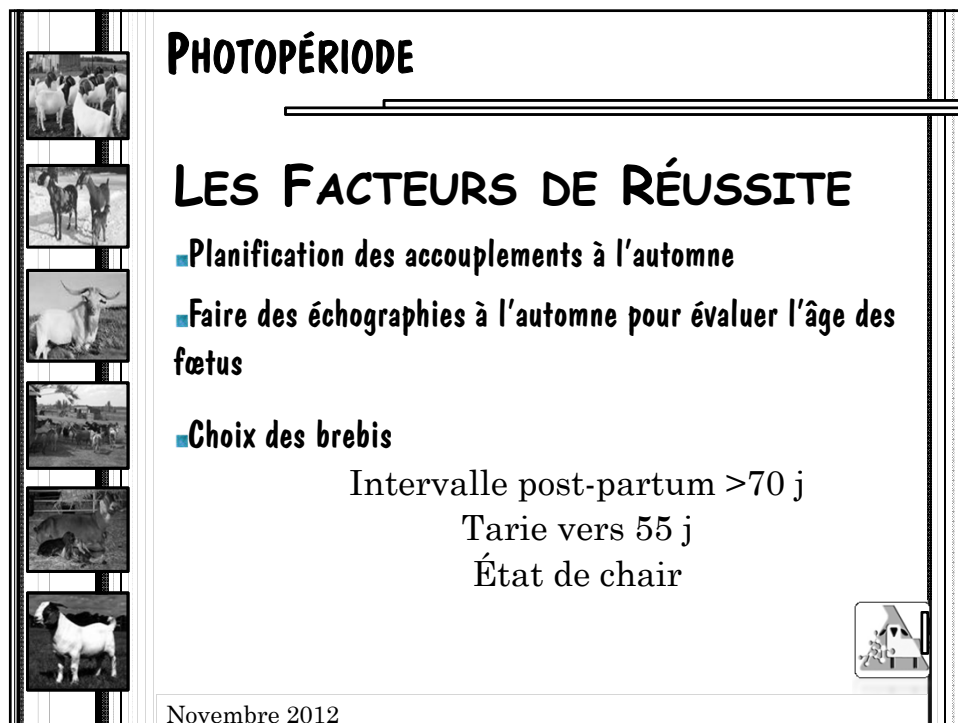 PHOTOPÉRIODE
LES FACTEURS DE RÉUSSITE
Planification des accouplements à l'automne
Faire des échographies à l'automne pour évaluer l'âge des
fœtus
Choix des brebis
Intervalle post-partum >70 j
Tarie vers 55 j
État de chair
Novembre 2012